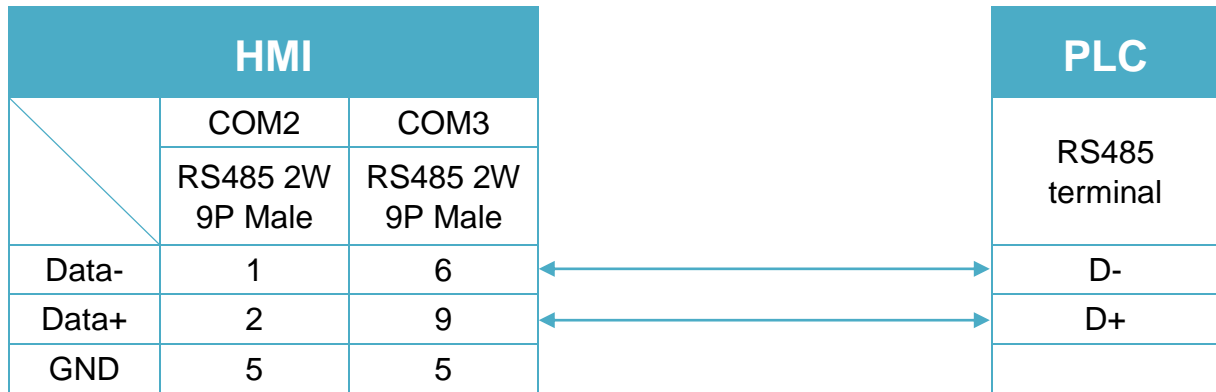 HMI
PLC
COM2
COM3
RS485 2W
9P Male
RS485 2W
9P Male
RS485
terminal
Data-
1
6
D-
Data+
2
9
D+
GND
5
5